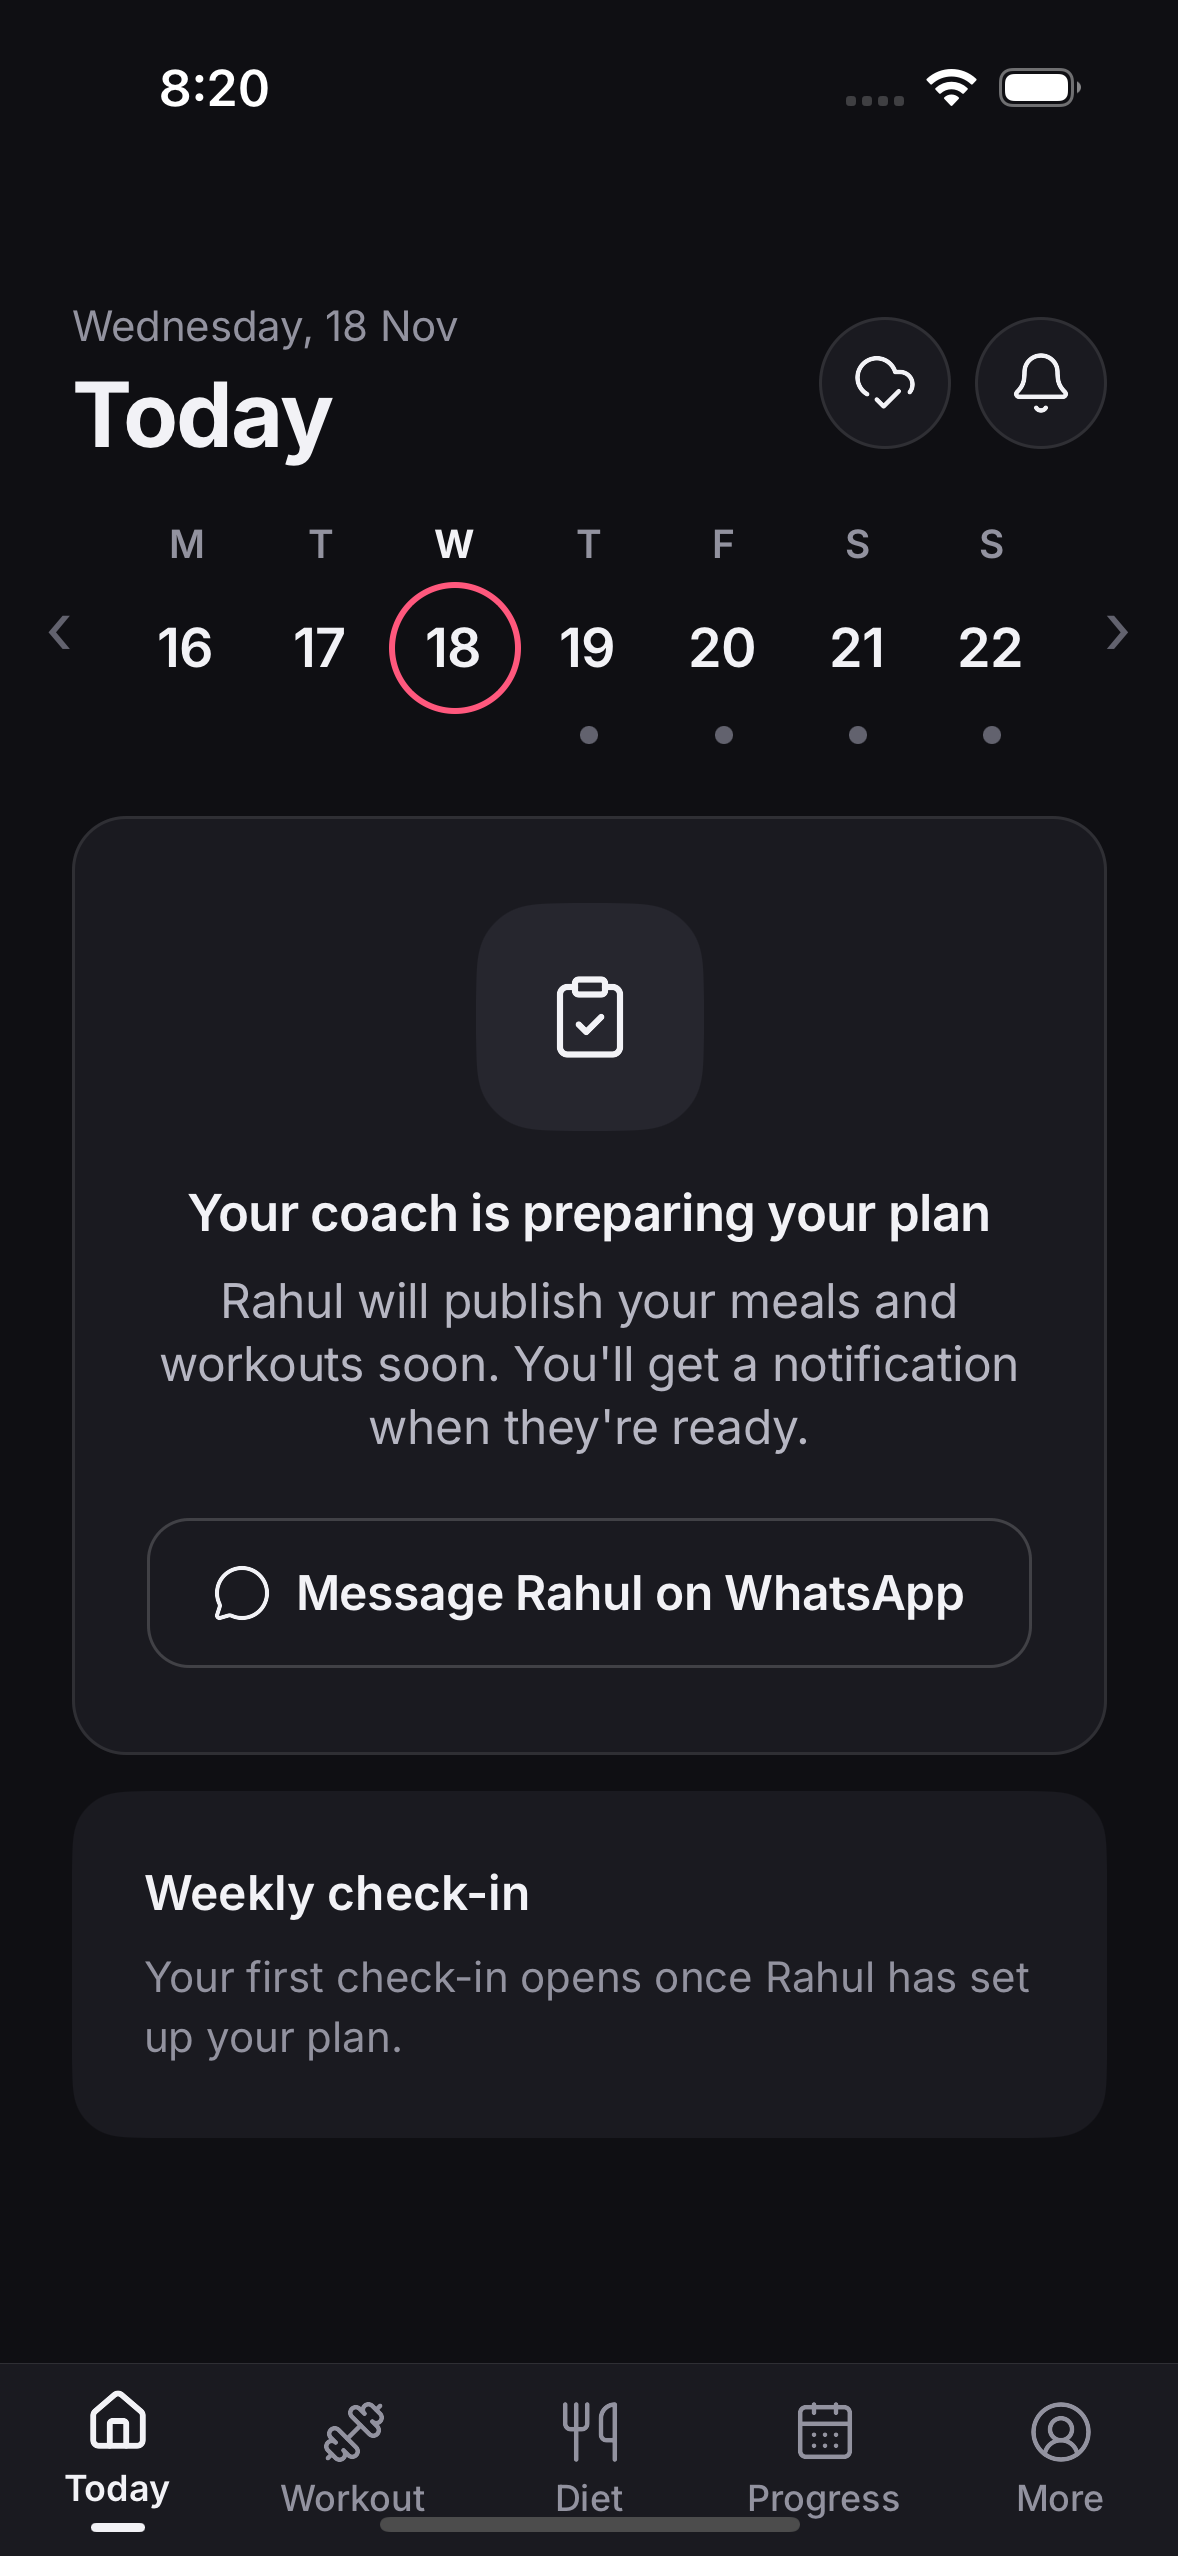 8:20
Wednesday, 18 Nov
Today
M T W T F S S
16 17 18 19 20 21 22
Your coach is preparing your plan
Rahul will publish your meals and
workouts soon. You'll get a notification
when they're ready.
Message Rahul on WhatsApp
Weekly check-in
Your first check-in opens once Rahul has set
up your plan.
Today Workout Diet Progress More